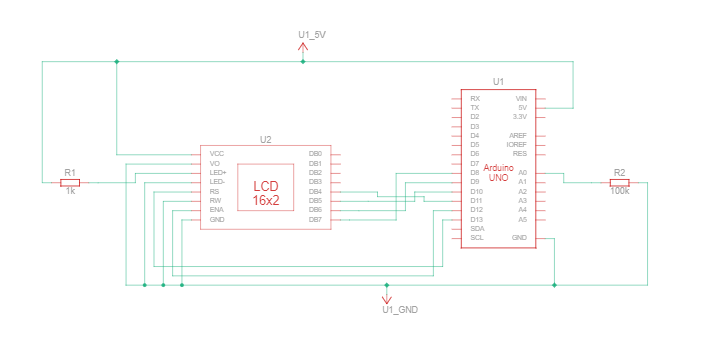 U1_5V
U1
RX VIN
TX 5V
D2 3.3V
D3
D4 AREF
D5 IOREF
D6 RES
D7
Arduino
UNO
D8 A0
D9 A1
D10 A2
D11 A3
D12 A4
D13 A5
SDA
SCL GND
U2
VCC DB0
VO DB1
LED+ DB2
LED- DB3
RS DB4
RW DB5
ENA DB6
GND DB7
LCD
16x2
R1
1k
R2
100k
U1_GND